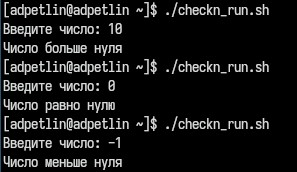 [adpetlin@adpetlin ~]$ ./checkn_run.sh
Введите число: 10
Число больше нуля
[adpetlin@adpetlin ~]$ ./checkn_run.sh
Введите число: 0
Число равно нулю
[adpetlin@adpetlin ~]$ ./checkn_run.sh
Введите число: -1
Число меньше нуля